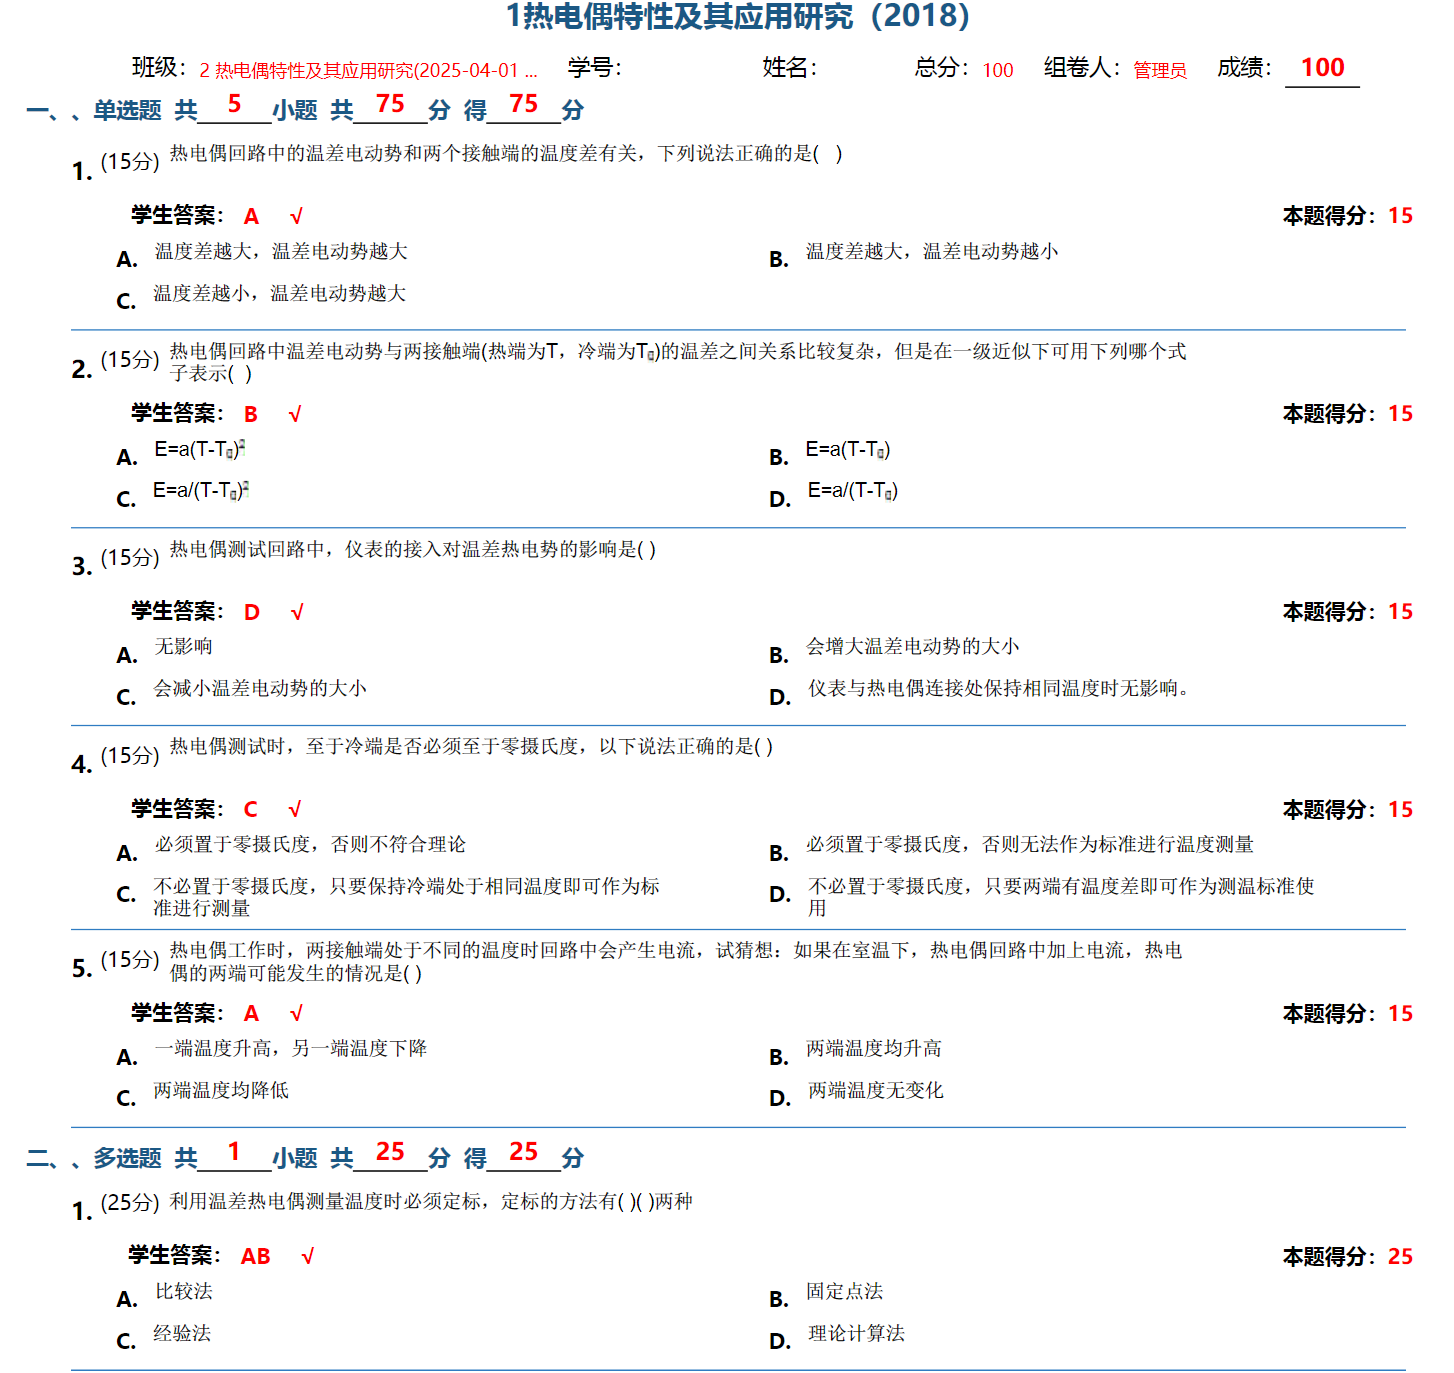 1热电偶特性及其应用研究（2018）
班级： 2 热电偶特性及其应用研究(2025-04-01 ... 学号： 姓名： 总分： 100 组卷人： 管理员 成绩： 100
一、、单选题 共 5 小题 共 75 分 得 75 分
1. (15分) 热电偶回路中的温差电动势和两个接触端的温度差有关，下列说法正确的是( )
学生答案： A √ 本题得分：15
A. 温度差越大，温差电动势越大 B. 温度差越大，温差电动势越小
C. 温度差越小，温差电动势越大
2. (15分) 热电偶回路中温差电动势与两接触端(热端为T，冷端为T)的温差之间关系比较复杂，但是在一级近似下可用下列哪个式
子表示( )
学生答案： B √ 本题得分：15
A. E=a(T-T)² B. E=a(T-T)
C. E=a/(T-T)² D. E=a/(T-T)
3. (15分) 热电偶测试回路中，仪表的接入对温差热电势的影响是( )
学生答案： D √ 本题得分：15
A. 无影响 B. 会增大温差电动势的大小
C. 会减小温差电动势的大小 D. 仪表与热电偶连接处保持相同温度时无影响。
4. (15分) 热电偶测试时，至于冷端是否必须至于零摄氏度，以下说法正确的是( )
学生答案： C √ 本题得分：15
A. 必须置于零摄氏度，否则不符合理论 B. 必须置于零摄氏度，否则无法作为标准进行温度测量
C. 不必置于零摄氏度，只要保持冷端处于相同温度即可作为标 D. 不必置于零摄氏度，只要两端有温度差即可作为测温标准使
准进行测量 用
5. (15分) 热电偶工作时，两接触端处于不同的温度时回路中会产生电流，试猜想：如果在室温下，热电偶回路中加上电流，热电
偶的两端可能发生的情况是( )
学生答案： A √ 本题得分：15
A. 一端温度升高，另一端温度下降 B. 两端温度均升高
C. 两端温度均降低 D. 两端温度无变化
二、、多选题 共 1 小题 共 25 分 得 25 分
1. (25分) 利用温差热电偶测量温度时必须定标，定标的方法有( )( )两种
学生答案： AB √ 本题得分：25
A. 比较法 B. 固定点法
C. 经验法 D. 理论计算法